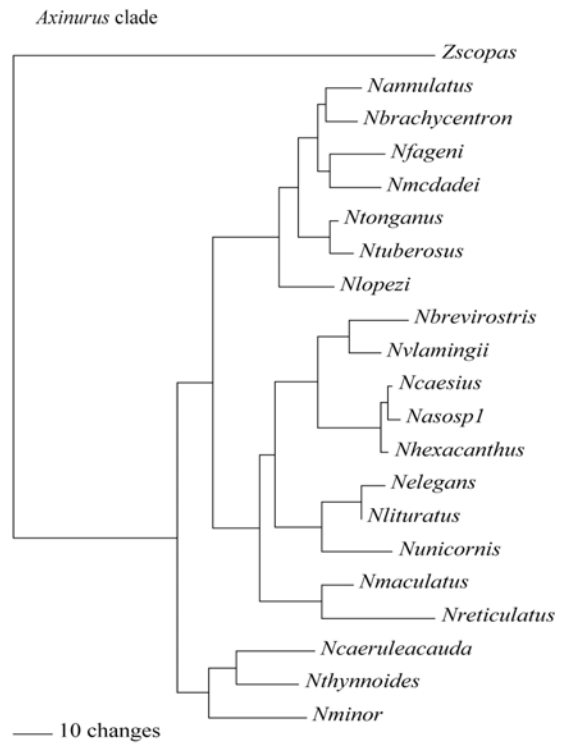 Axinurus clade
Zscopas
Nannulatus
Nbrachycentron
Nfageni
Nmcdadei
Ntonganus
Ntuberosus
Nlopezi
Nbrevirostris
Nvlamingii
Ncaesius
Nasosp1
Nhexacanthus
Nelegans
Nlituratus
Nunicornis
Nmaculatus
Nreticulatus
Ncaeruleacauda
Nthynnoides
Nminor
10 changes